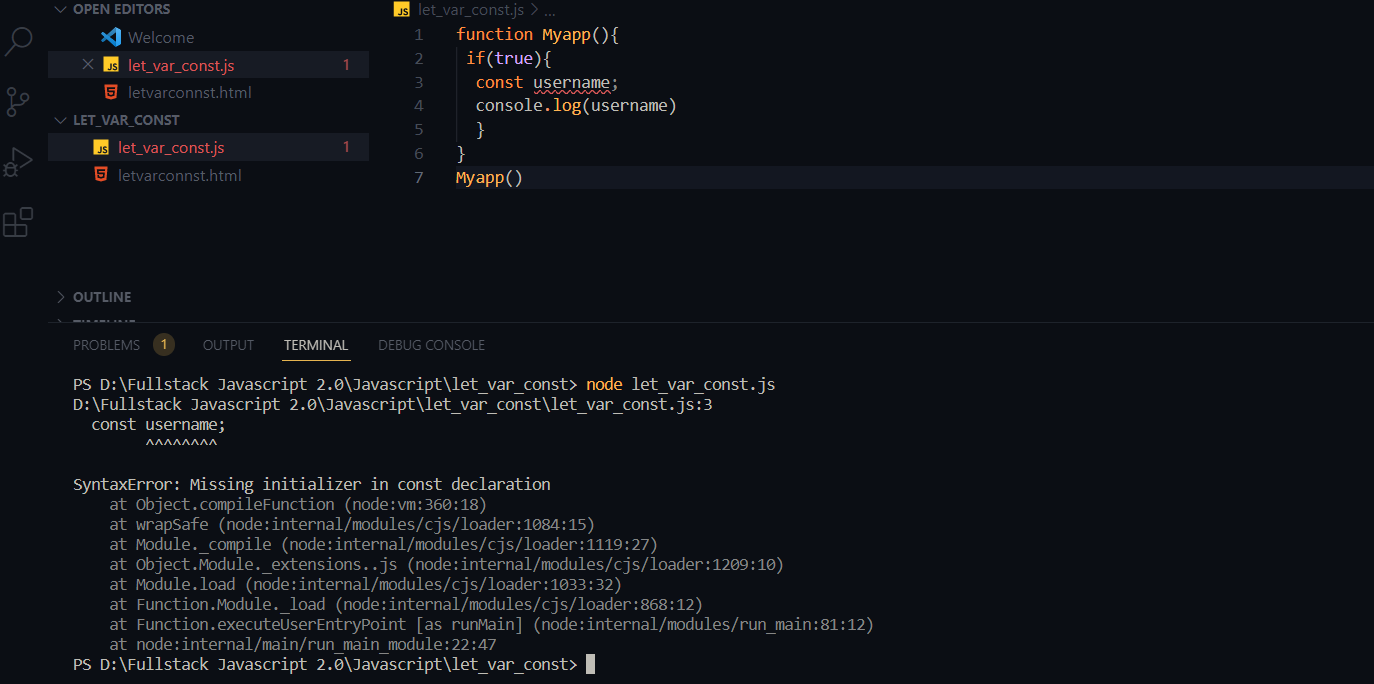 OPEN EDITORS
Welcome
let_var_const.js 1
letvarconnst.html
LET_VAR_CONST
let_var_const.js 1
letvarconnst.html
OUTLINE
TIMELINE
let_var_const.js > ...
1 function Myapp(){
2 if(true){
3 const username;
4 console.log(username)
5 }
6 }
7 Myapp()
PROBLEMS 1 OUTPUT TERMINAL DEBUG CONSOLE
PS D:\Fullstack Javascript 2.0\Javascript\let_var_const> node let_var_const.js
D:\Fullstack Javascript 2.0\Javascript\let_var_const\let_var_const.js:3
const username;
^^^^^^^^
SyntaxError: Missing initializer in const declaration
at Object.compileFunction (node:vm:360:18)
at wrapSafe (node:internal/modules/cjs/loader:1084:15)
at Module._compile (node:internal/modules/cjs/loader:1119:27)
at Object.Module._extensions..js (node:internal/modules/cjs/loader:1209:10)
at Module.load (node:internal/modules/cjs/loader:1033:32)
at Function.Module._load (node:internal/modules/cjs/loader:868:12)
at Function.executeUserEntryPoint [as runMain] (node:internal/modules/run_main:81:12)
at node:internal/main/run_main_module:22:47
PS D:\Fullstack Javascript 2.0\Javascript\let_var_const>